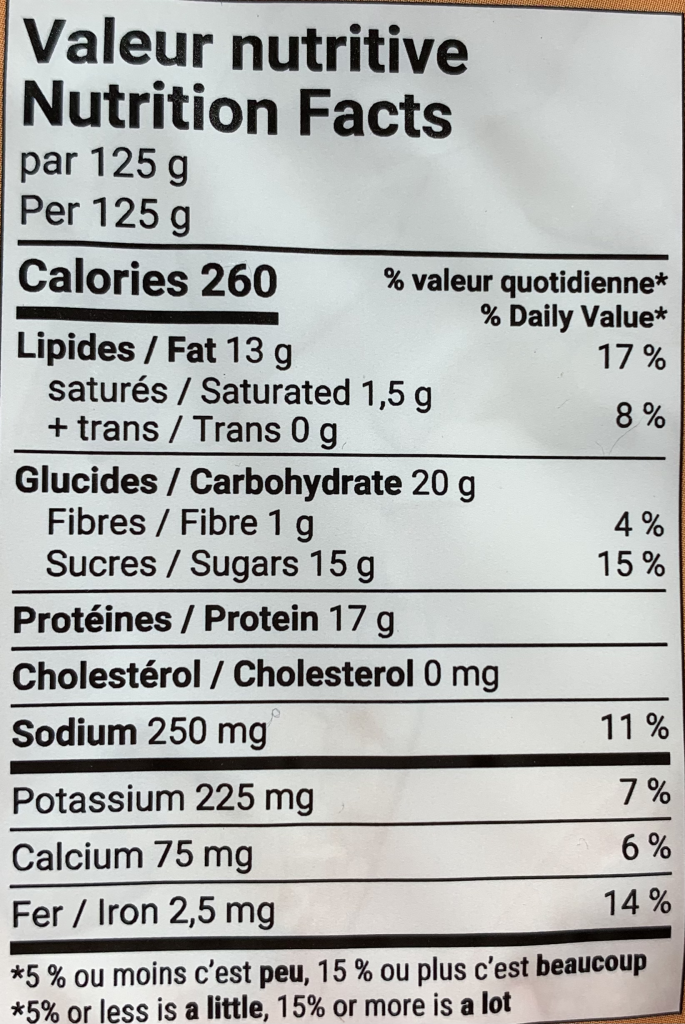 Valeur nutritive
Nutrition Facts
par 125 g
Per 125 g
Calories 260
% valeur quotidienne*
% Daily Value*
Lipides / Fat 13 g 17 %
saturés / Saturated 1,5 g
+ trans / Trans 0 g 8 %
Glucides / Carbohydrate 20 g
Fibres / Fibre 1 g 4 %
Sucres / Sugars 15 g 15 %
Protéines / Protein 17 g
Cholestérol / Cholesterol 0 mg
Sodium 250 mg 11 %
Potassium 225 mg 7 %
Calcium 75 mg 6 %
Fer / Iron 2,5 mg 14 %
*5 % ou moins c'est peu, 15 % ou plus c'est beaucoup
*5% or less is a little, 15% or more is a lot